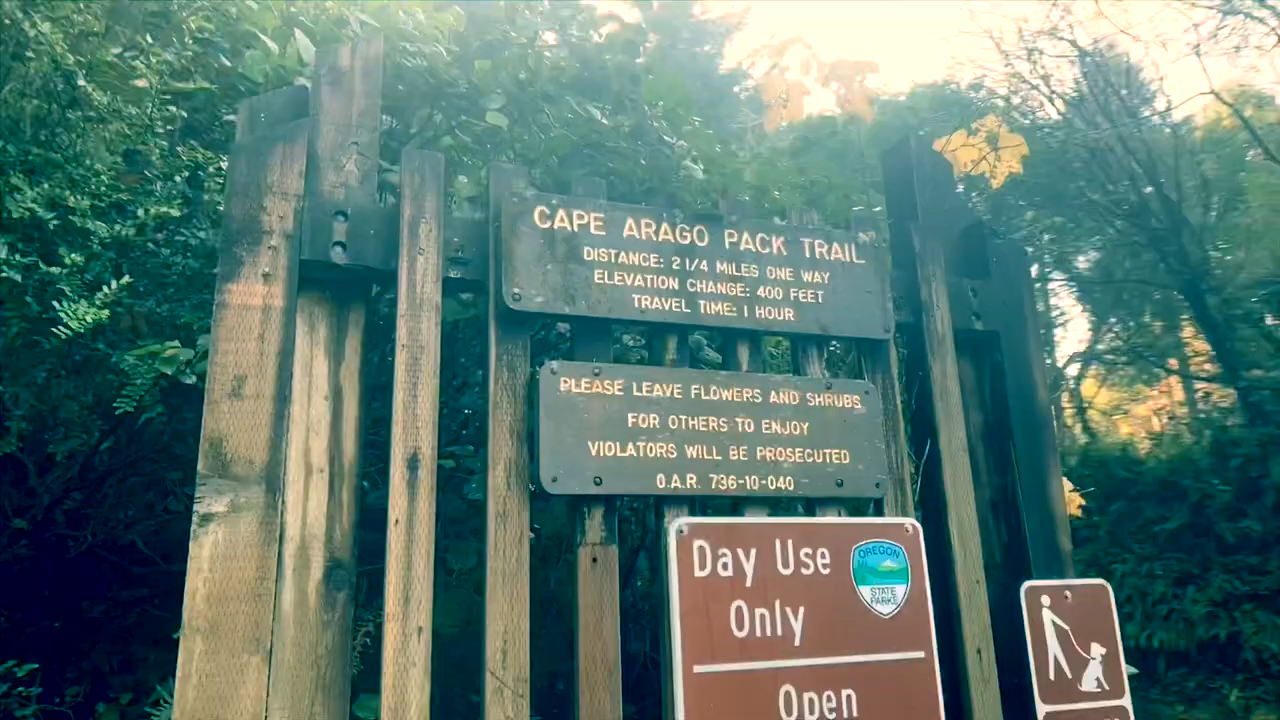 CAPE ARAGO PACK TRAIL
DISTANCE: 2 1/4 MILES ONE WAY
ELEVATION CHANGE: 400 FEET
TRAVEL TIME: 1 HOUR
PLEASE LEAVE FLOWERS AND SHRUBS
FOR OTHERS TO ENJOY
VIOLATORS WILL BE PROSECUTED
O.A.R. 736-10-040
Day Use
Only
OREGON
STATE
PARKS
Open